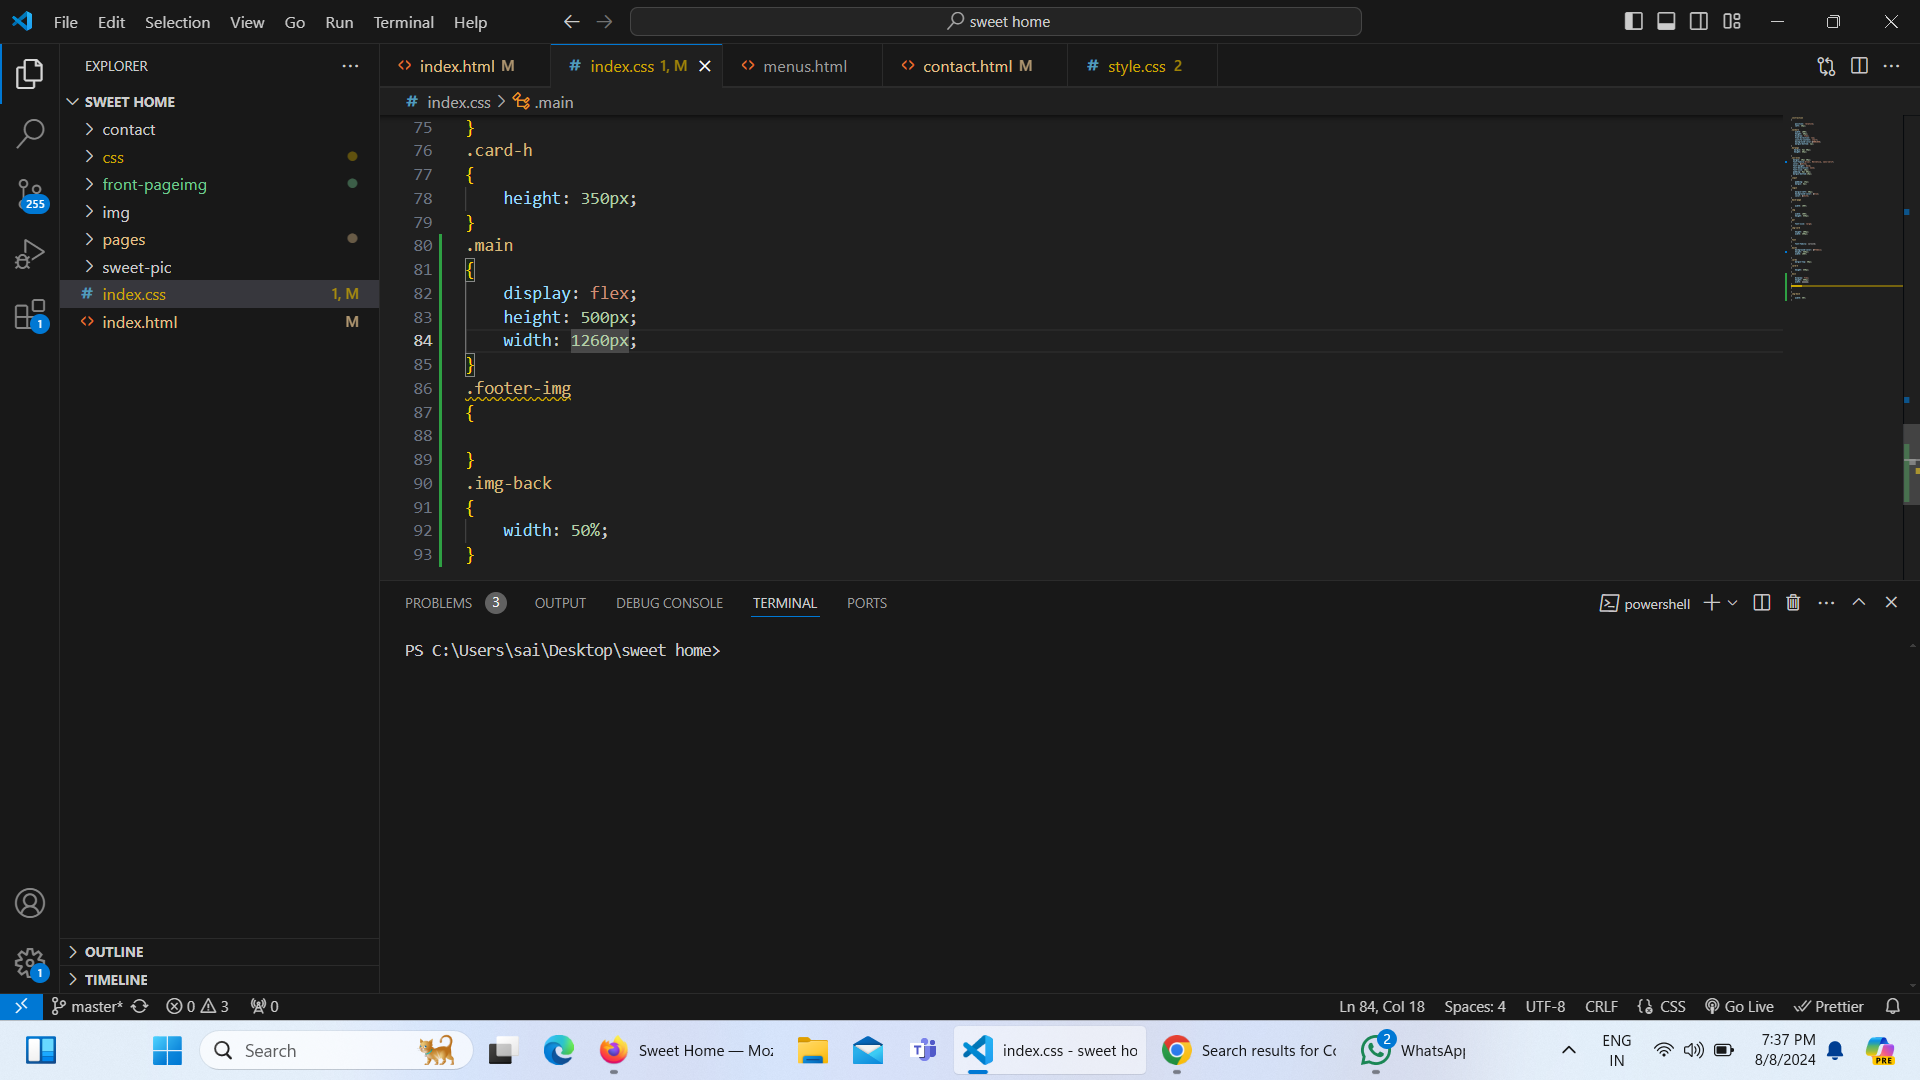 File Edit Selection View Go Run Terminal Help
sweet home
EXPLORER
SWEET HOME
contact
css
front-pageimg
img
pages
sweet-pic
# index.css 1, M
<> index.html M
OUTLINE
TIMELINE
255
1
1
<> index.html M
# index.css 1, M
<> menus.html
<> contact.html M
# style.css 2
# index.css > .main
75 }
76 .card-h
77 {
78 height: 350px;
79 }
80 .main
81 {
82 display: flex;
83 height: 500px;
84 width: 1260px;
85 }
86 .footer-img
87 {
88
89 }
90 .img-back
91 {
92 width: 50%;
93 }
PROBLEMS 3 OUTPUT DEBUG CONSOLE TERMINAL PORTS
powershell
PS C:\Users\sai\Desktop\sweet home>
master* 0 3 0
Ln 84, Col 18 Spaces: 4 UTF-8 CRLF {} CSS Go Live Prettier
Search
Sweet Home — Moz
index.css - sweet ho
Search results for Co
2
WhatsApp
ENG
IN
7:37 PM
8/8/2024
PRE